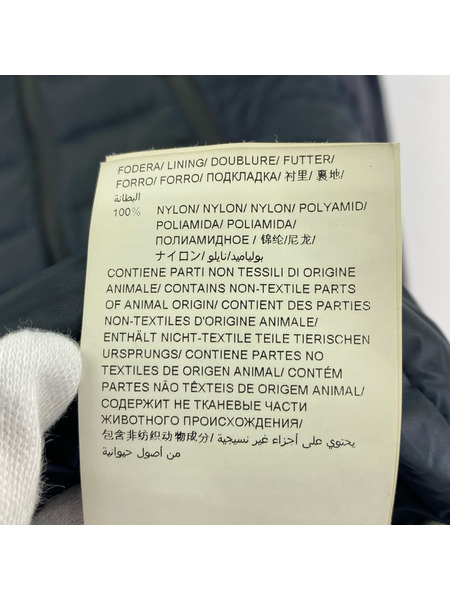 FODERA/ LINING/ DOUBLURE/ FUTTER/
FORRO/ FORRO/ ПОДКЛАДКА/ 衬里/ 裏地/
البطانة
100% NYLON/ NYLON/ NYLON/ POLYAMID/
POLIAMIDA/ POLIAMIDA/
ПОЛИАМИДНОЕ / 锦纶/尼龙/
ナイロン/ بولياميد/نايلو
CONTIENE PARTI NON TESSILI DI ORIGINE
ANIMALE/ CONTAINS NON-TEXTILE PARTS
OF ANIMAL ORIGIN/ CONTIENT DES PARTIES
NON-TEXTILES D'ORIGINE ANIMALE/
ENTHÄLT NICHT-TEXTILE TEILE TIERISCHEN
URSPRUNGS/ CONTIENE PARTES NO
TEXTILES DE ORIGEN ANIMAL/ CONTÉM
PARTES NÃO TÊXTEIS DE ORIGEM ANIMAL/
СОДЕРЖИТ НЕ ТКАНЕВЫЕ ЧАСТИ
ЖИВОТНОГО ПРОИСХОЖДЕНИЯ/
包含非纺织动物成分/ يحتوي على أجزاء غير نسيجية
من أصول حيوانية